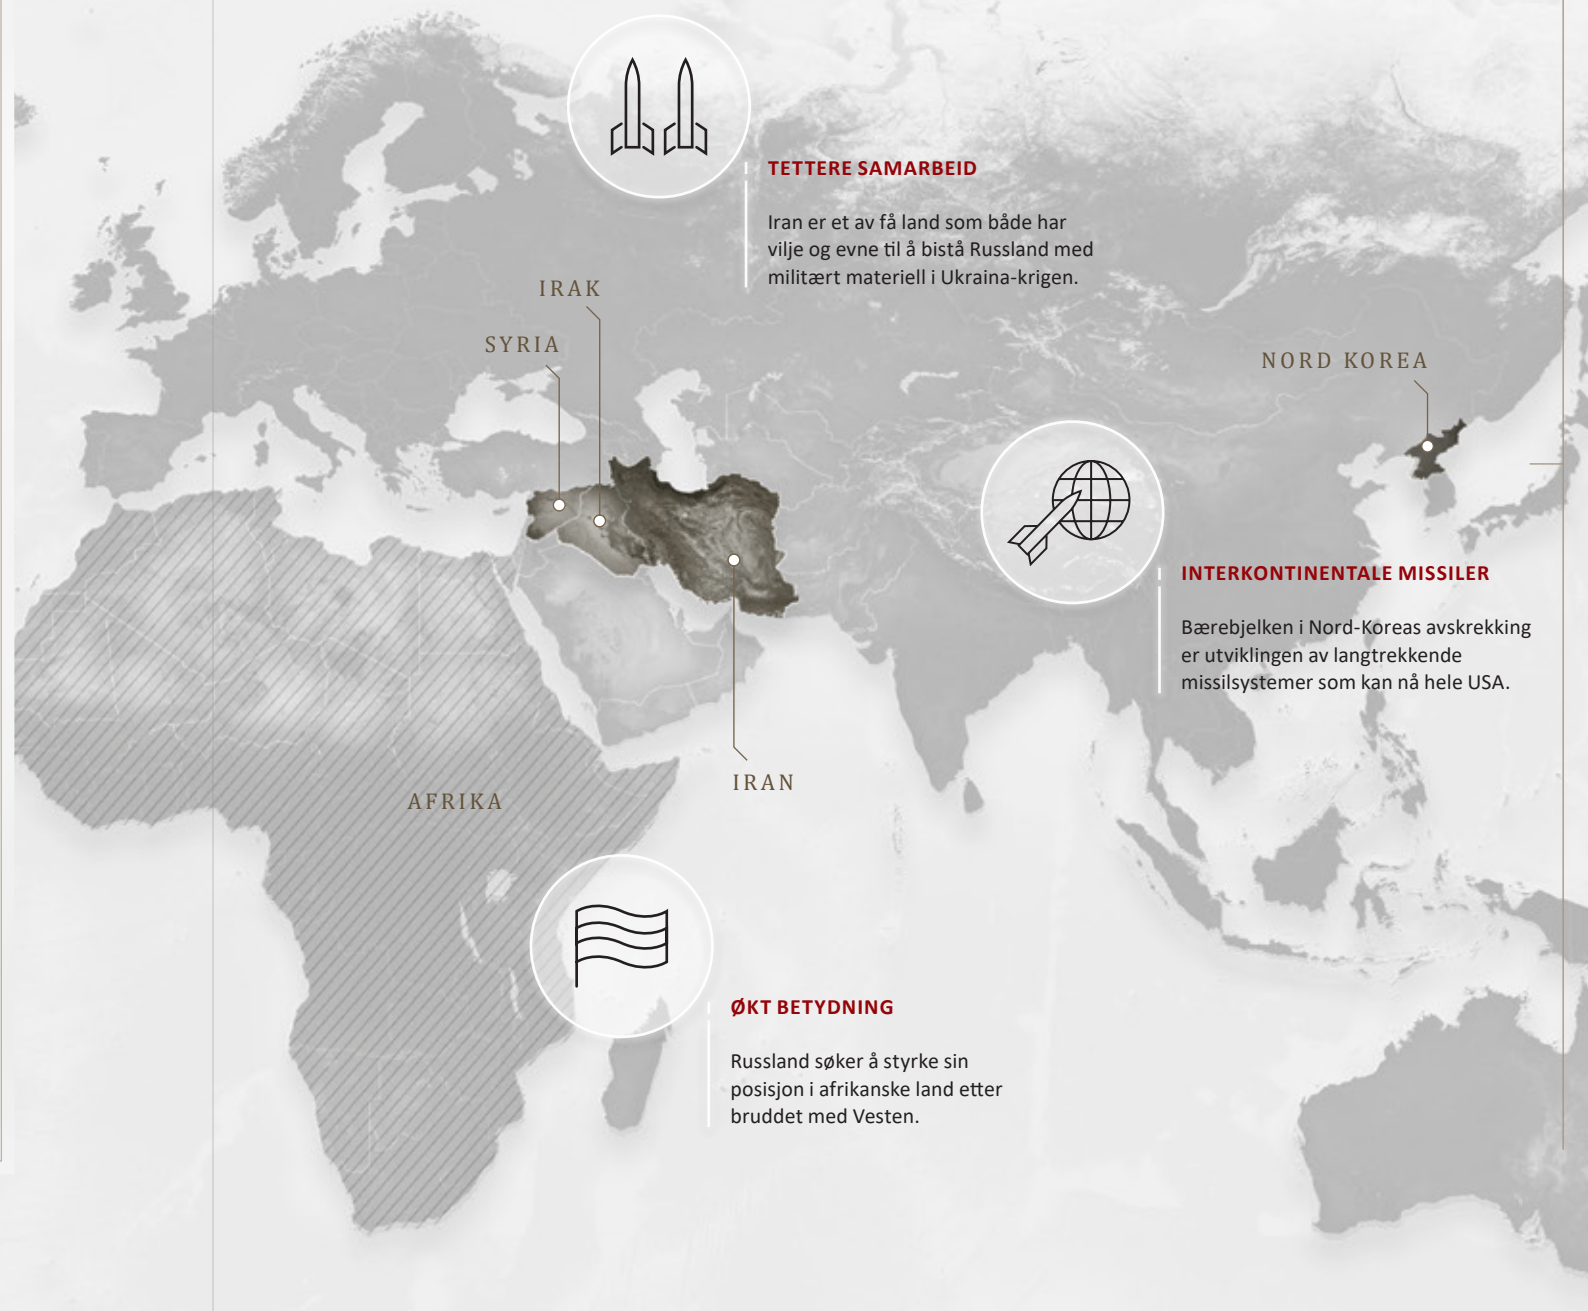 TETTERE SAMARBEID
Iran er et av få land som både har
vilje og evne til å bistå Russland med
militært materiell i Ukraina-krigen.
IRAK
SYRIA
NORD KOREA
INTERKONTINENTALE MISSILER
Bærebjelken i Nord-Koreas avskrekking
er utviklingen av langtrekkende
missilsystemer som kan nå hele USA.
IRAN
AFRIKA
ØKT BETYDNING
Russland søker å styrke sin
posisjon i afrikanske land etter
bruddet med Vesten.